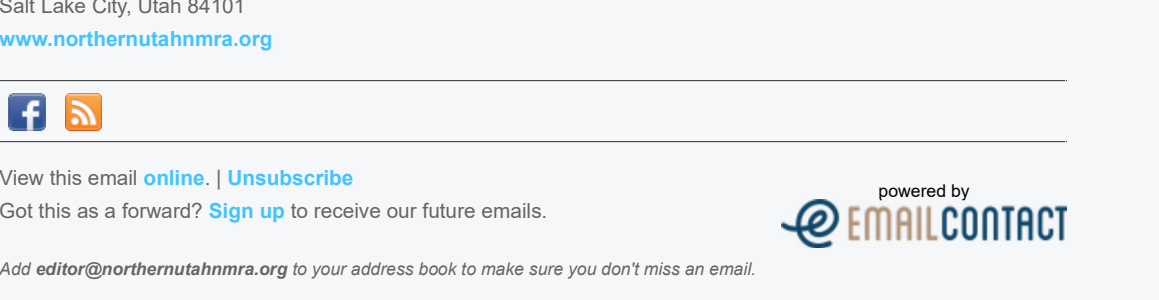 Salt Lake City, Utah 84101
www.northernutahnmra.org
View this email online. | Unsubscribe
Got this as a forward? Sign up to receive our future emails.
powered by
EMAILCONTACT
Add editor@northernutahnmra.org to your address book to make sure you don't miss an email.